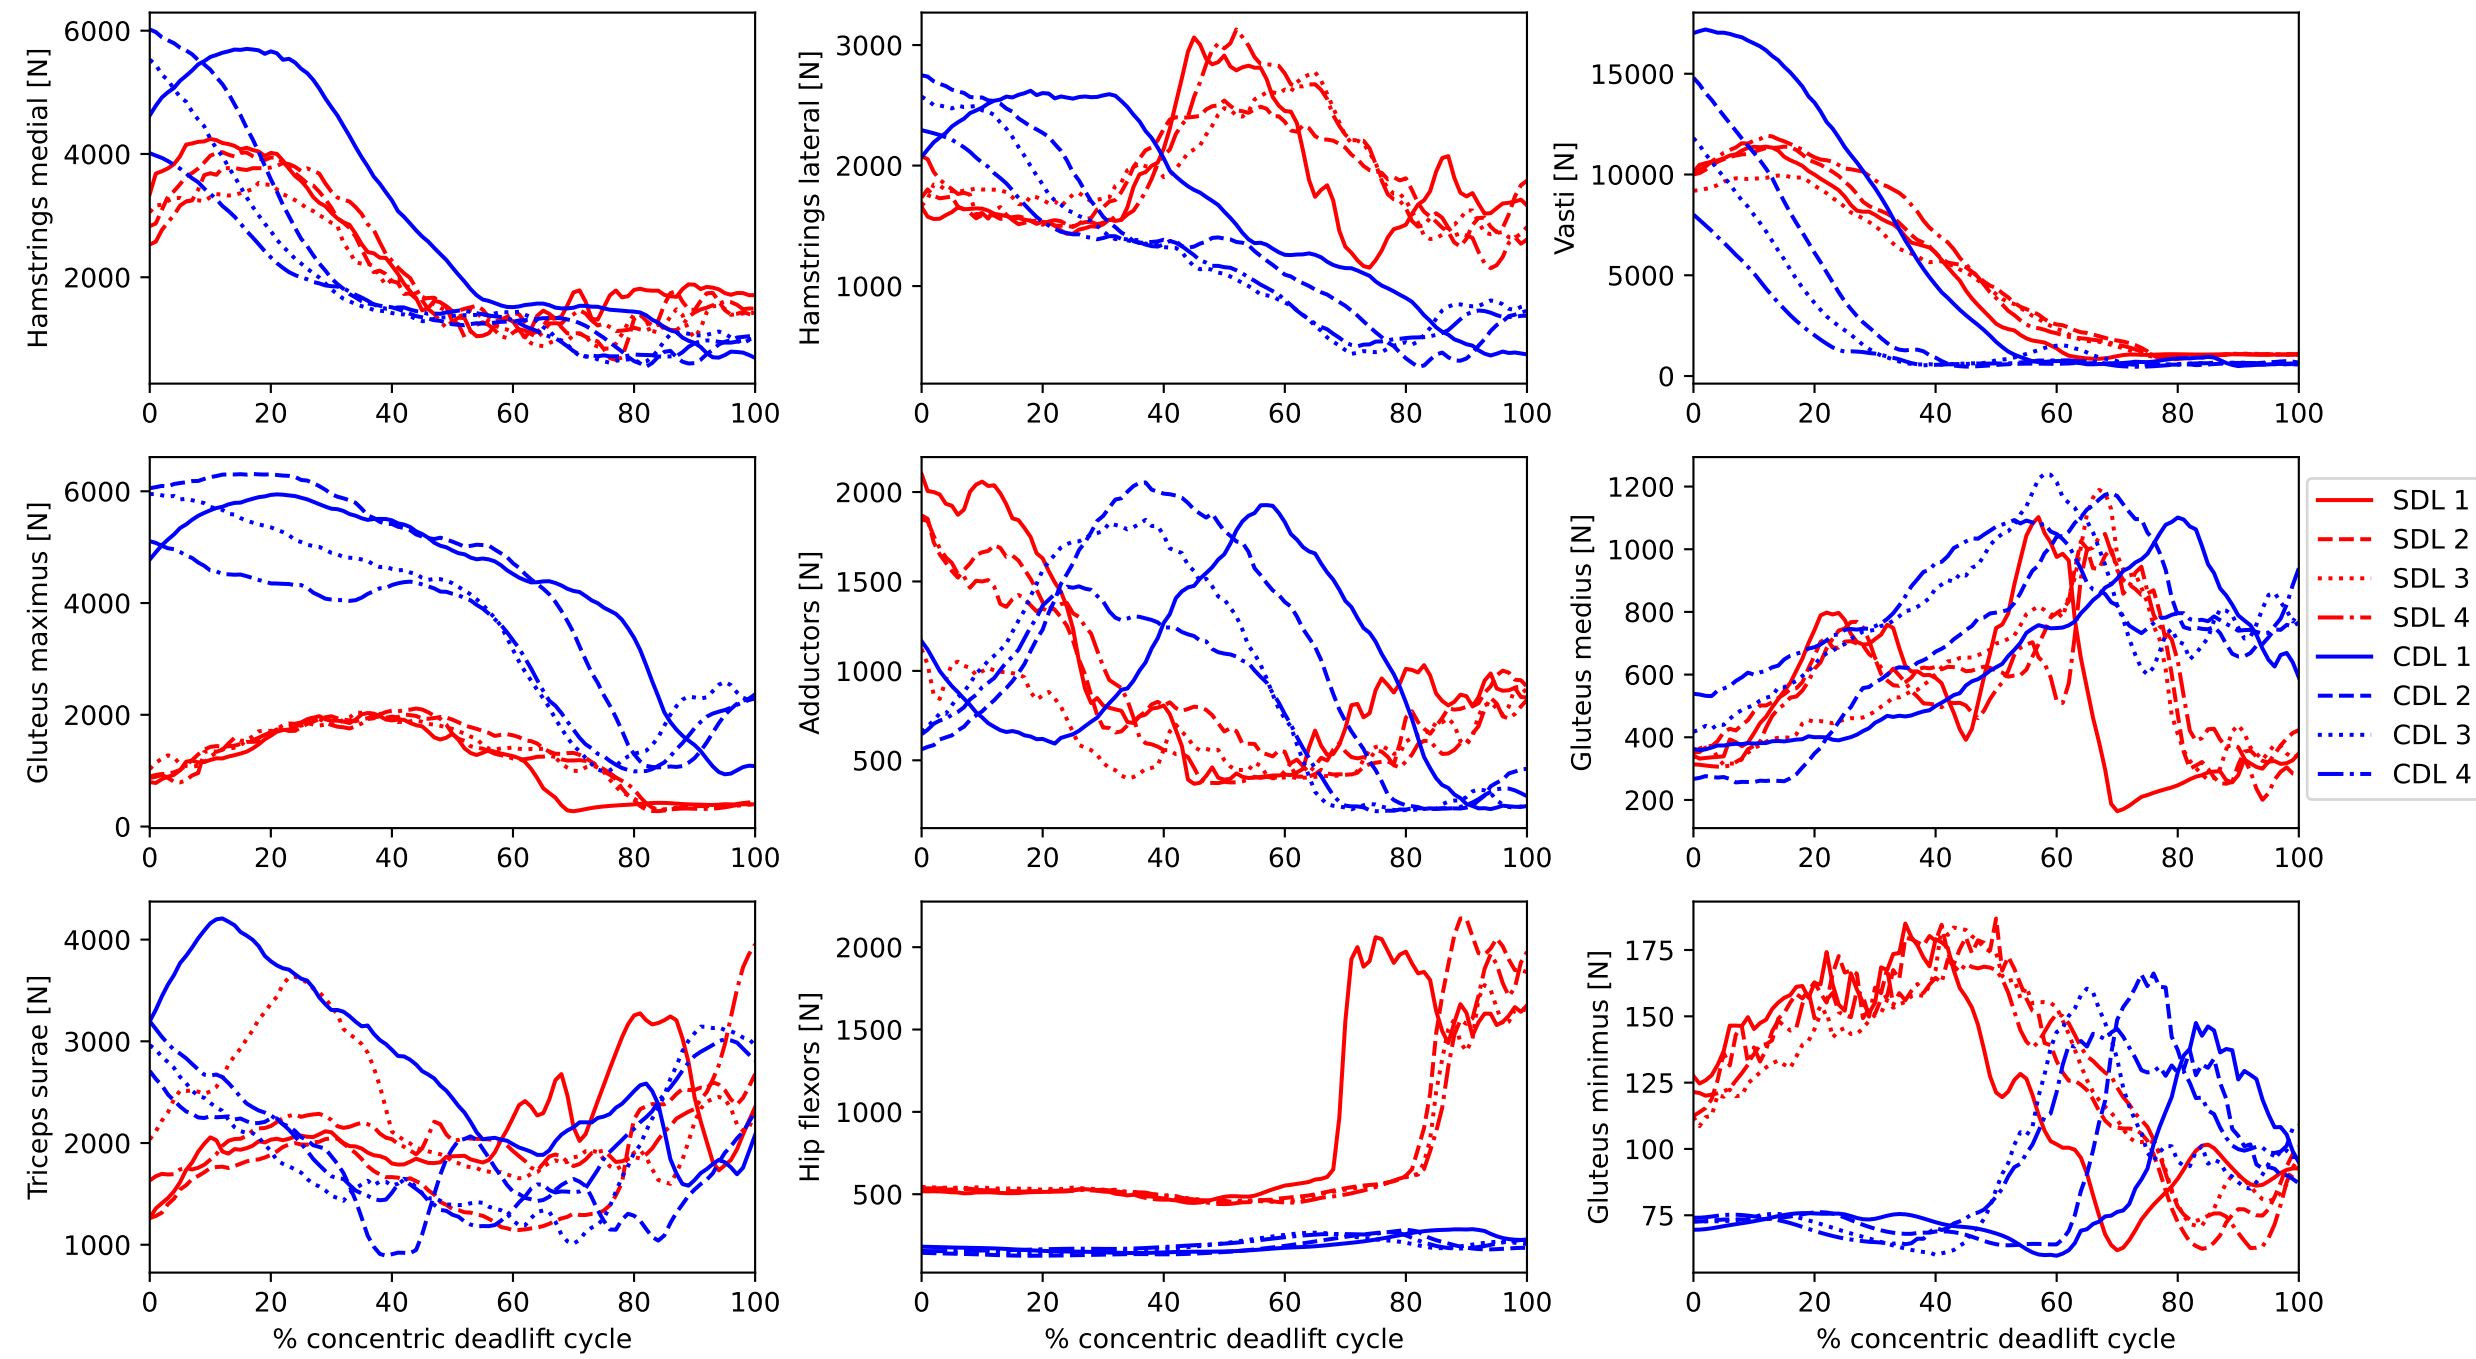 Hamstrings medial [N]
6000
4000
2000
0 20 40 60 80 100
Hamstrings lateral [N]
3000
2000
1000
0 20 40 60 80 100
Vasti [N]
15000
10000
5000
0
0 20 40 60 80 100
Gluteus maximus [N]
6000
4000
2000
0
0 20 40 60 80 100
Adductors [N]
2000
1500
1000
500
0 20 40 60 80 100
Gluteus medius [N]
1200
1000
800
600
400
200
0 20 40 60 80 100
SDL 1
SDL 2
SDL 3
SDL 4
CDL 1
CDL 2
CDL 3
CDL 4
Triceps surae [N]
4000
3000
2000
1000
0 20 40 60 80 100
% concentric deadlift cycle
Hip flexors [N]
2000
1500
1000
500
0 20 40 60 80 100
% concentric deadlift cycle
Gluteus minimus [N]
175
150
125
100
75
0 20 40 60 80 100
% concentric deadlift cycle